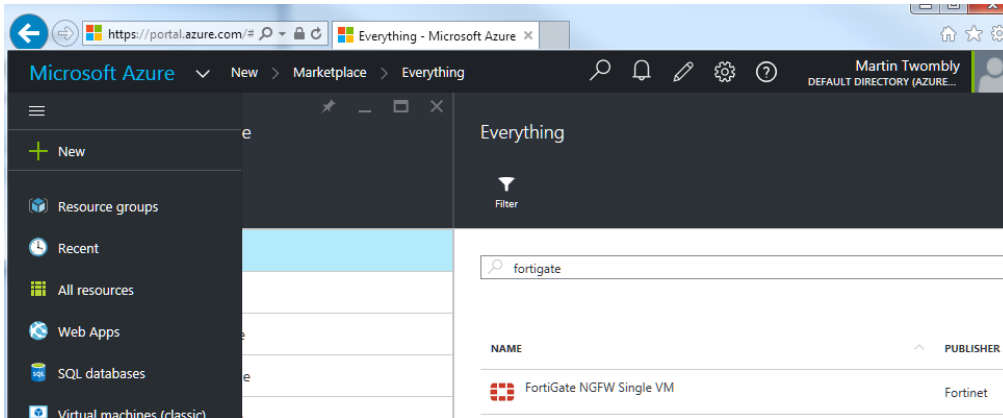 https://portal.azure.com/#
Everything - Microsoft Azure
Microsoft Azure New > Marketplace > Everything
Martin Twombly
DEFAULT DIRECTORY (AZURE...
e
Everything
New
Filter
Resource groups
Recent
fortigate
All resources
Web Apps
e
NAME PUBLISHER
SQL databases
e
FortiGate NGFW Single VM
Fortinet
Virtual machines (classic)